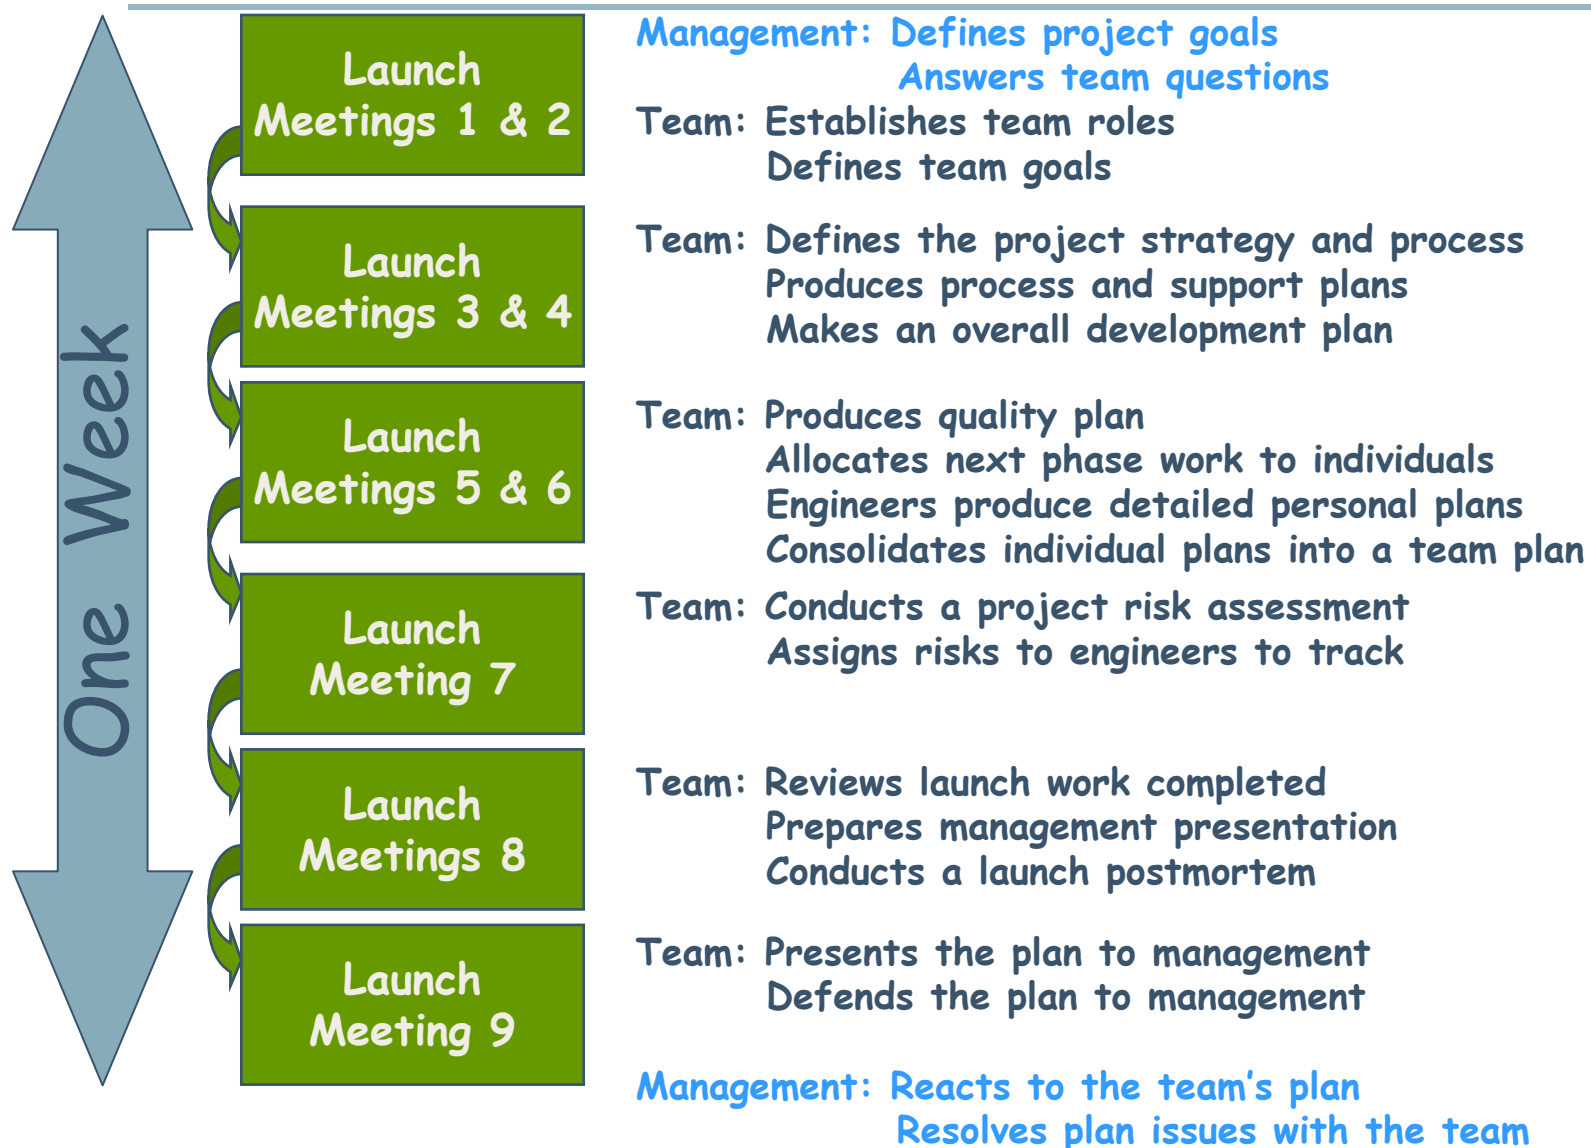 One Week
Launch
Meetings 1 & 2
Management: Defines project goals
Answers team questions
Team: Establishes team roles
Defines team goals
Launch
Meetings 3 & 4
Team: Defines the project strategy and process
Produces process and support plans
Makes an overall development plan
Launch
Meetings 5 & 6
Team: Produces quality plan
Allocates next phase work to individuals
Engineers produce detailed personal plans
Consolidates individual plans into a team plan
Launch
Meeting 7
Team: Conducts a project risk assessment
Assigns risks to engineers to track
Launch
Meetings 8
Team: Reviews launch work completed
Prepares management presentation
Conducts a launch postmortem
Launch
Meeting 9
Team: Presents the plan to management
Defends the plan to management
Management: Reacts to the team’s plan
Resolves plan issues with the team